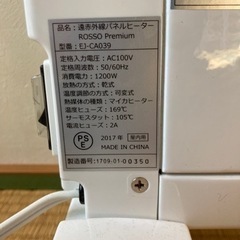 品名：遠赤外線パネルヒーター
ROSSO Premium
型名：EJ-CA039
定格入力電圧：AC100V
定格周波数：50/60Hz
消費電力：1200W
放熱の方式：乾式
温度調節の方式：可変式
熱媒体の種類：マイカヒーター
温度ヒューズ：169℃
サーモスタット：105℃
電流ヒューズ：2A
PS
E
2017年
屋内用
MADE IN CHINA
製造番号：1709-01-00350